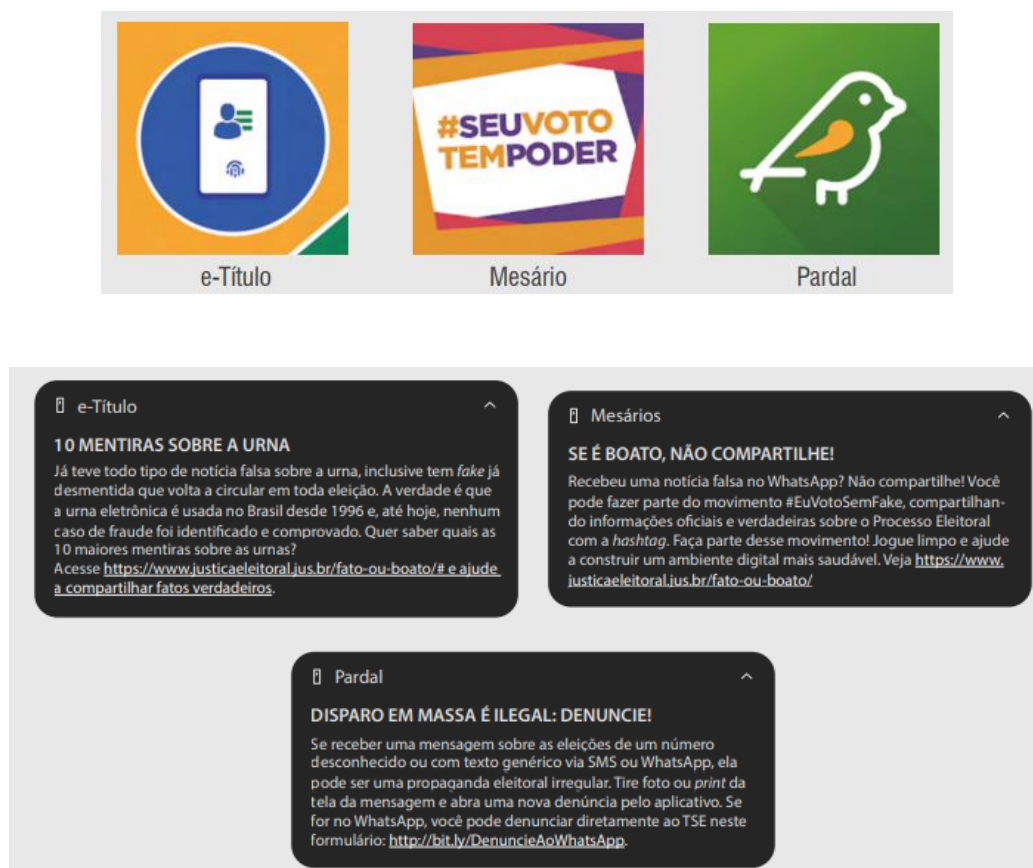 #SEUVOTO
TEMPODER
e-Título
Mesário
Pardal
e-Título
10 MENTIRAS SOBRE A URNA
Já teve todo tipo de notícia falsa sobre a urna, inclusive tem fake já
desmentida que volta a circular em toda eleição. A verdade é que
a urna eletrônica é usada no Brasil desde 1996 e, até hoje, nenhum
caso de fraude foi identificado e comprovado. Quer saber quais as
10 maiores mentiras sobre as urnas?
Acesse https://www.justicaeleitoral.jus.br/fato-ou-boato/# e ajude
a compartilhar fatos verdadeiros.
Mesários
SE É BOATO, NÃO COMPARTILHE!
Recebeu uma notícia falsa no WhatsApp? Não compartilhe! Você
pode fazer parte do movimento #EuVotoSemFake, compartilhan-
do informações oficiais e verdadeiras sobre o Processo Eleitoral
com a hashtag. Faça parte desse movimento! Jogue limpo e ajude
a construir um ambiente digital mais saudável. Veja https://www.
justicaeleitoral.jus.br/fato-ou-boato/
Pardal
DISPARO EM MASSA É ILEGAL: DENUNCIE!
Se receber uma mensagem sobre as eleições de um número
desconhecido ou com texto genérico via SMS ou WhatsApp, ela
pode ser uma propaganda eleitoral irregular. Tire foto ou print da
tela da mensagem e abra uma nova denúncia pelo aplicativo. Se
for no WhatsApp, você pode denunciar diretamente ao TSE neste
formulário: http://bit.ly/DenuncieAoWhatsApp.